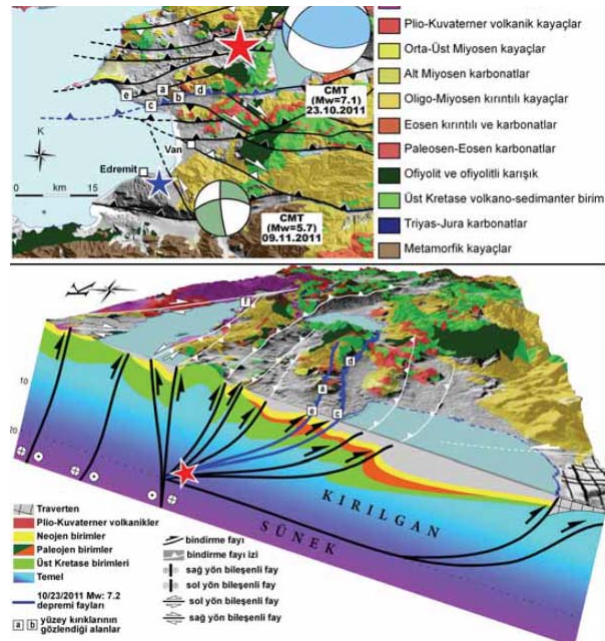 Plio-Kuvaterner volkanik kayaçlar
Orta-Üst Miyosen kayaçlar
Alt Miyosen karbonatlar
Oligo-Miyosen kırıntılı kayaçlar
Eosen kırıntılı ve karbonatlar
Paleosen-Eosen karbonatlar
Ofiyolit ve ofiyolitli karışık
Üst Kretase volkano-sedimanter birim
Triyas-Jura karbonatlar
Metamorfik kayaçlar
CMT
(Mw=7.1)
23.10.2011
e
a
b
c
d
K
Van
Edremit
0 km 15
CMT
(Mw=5.7)
09.11.2011
f
d
a
e
c
10
KIRILGAN
SÜNEK
Traverten
Plio-Kuvaterner volkanikler
Neojen birimler
Paleojen birimler
Üst Kretase birimleri
Temel
10/23/2011 Mw: 7.2
depremi fayları
a b yüzey kırıklarının
gözlendiği alanlar
bindirme fayı
bindirme fayı izi
sağ yön bileşenli fay
sol yön bileşenli fay
sol yön bileşenli fay
sağ yön bileşenli fay